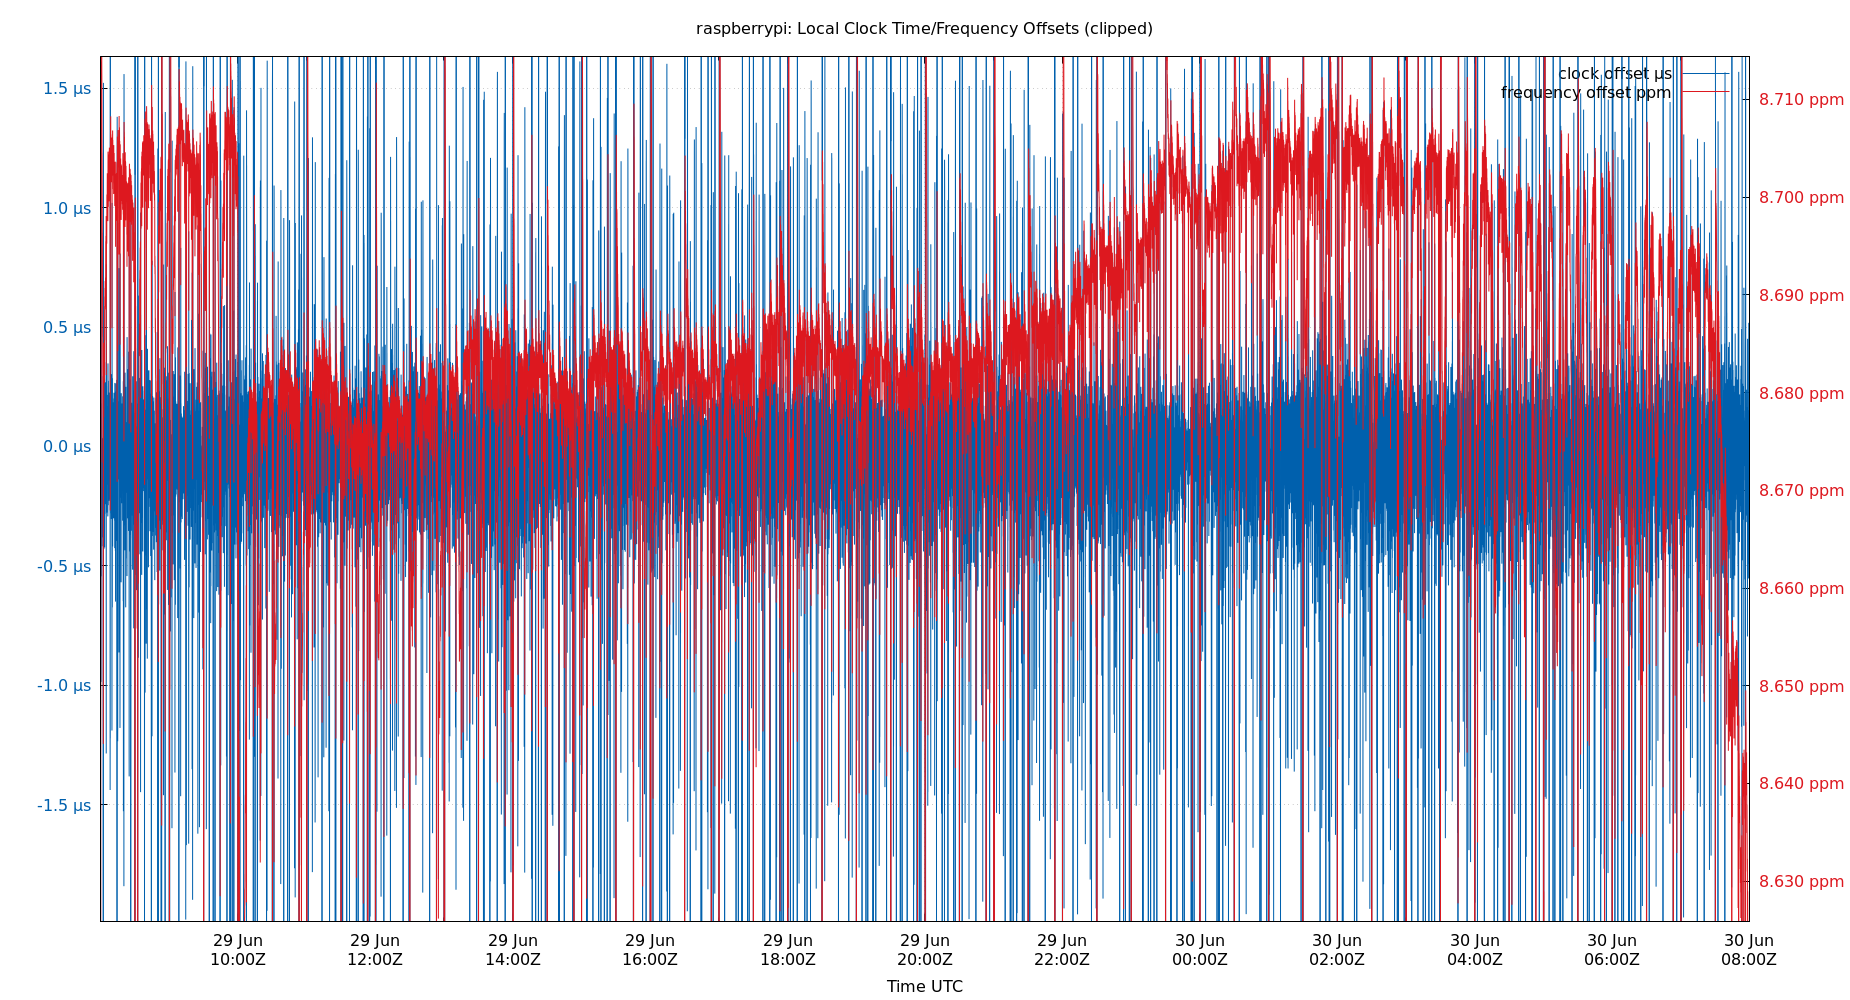 raspberrypi: Local Clock Time/Frequency Offsets (clipped)
clock offset µs
frequency offset ppm
1.5 µs
1.0 µs
0.5 µs
0.0 µs
-0.5 µs
-1.0 µs
-1.5 µs
8.710 ppm
8.700 ppm
8.690 ppm
8.680 ppm
8.670 ppm
8.660 ppm
8.650 ppm
8.640 ppm
8.630 ppm
29 Jun 29 Jun 29 Jun 29 Jun 29 Jun 29 Jun 29 Jun 30 Jun 30 Jun 30 Jun 30 Jun 30 Jun
10:00Z 12:00Z 14:00Z 16:00Z 18:00Z 20:00Z 22:00Z 00:00Z 02:00Z 04:00Z 06:00Z 08:00Z
Time UTC